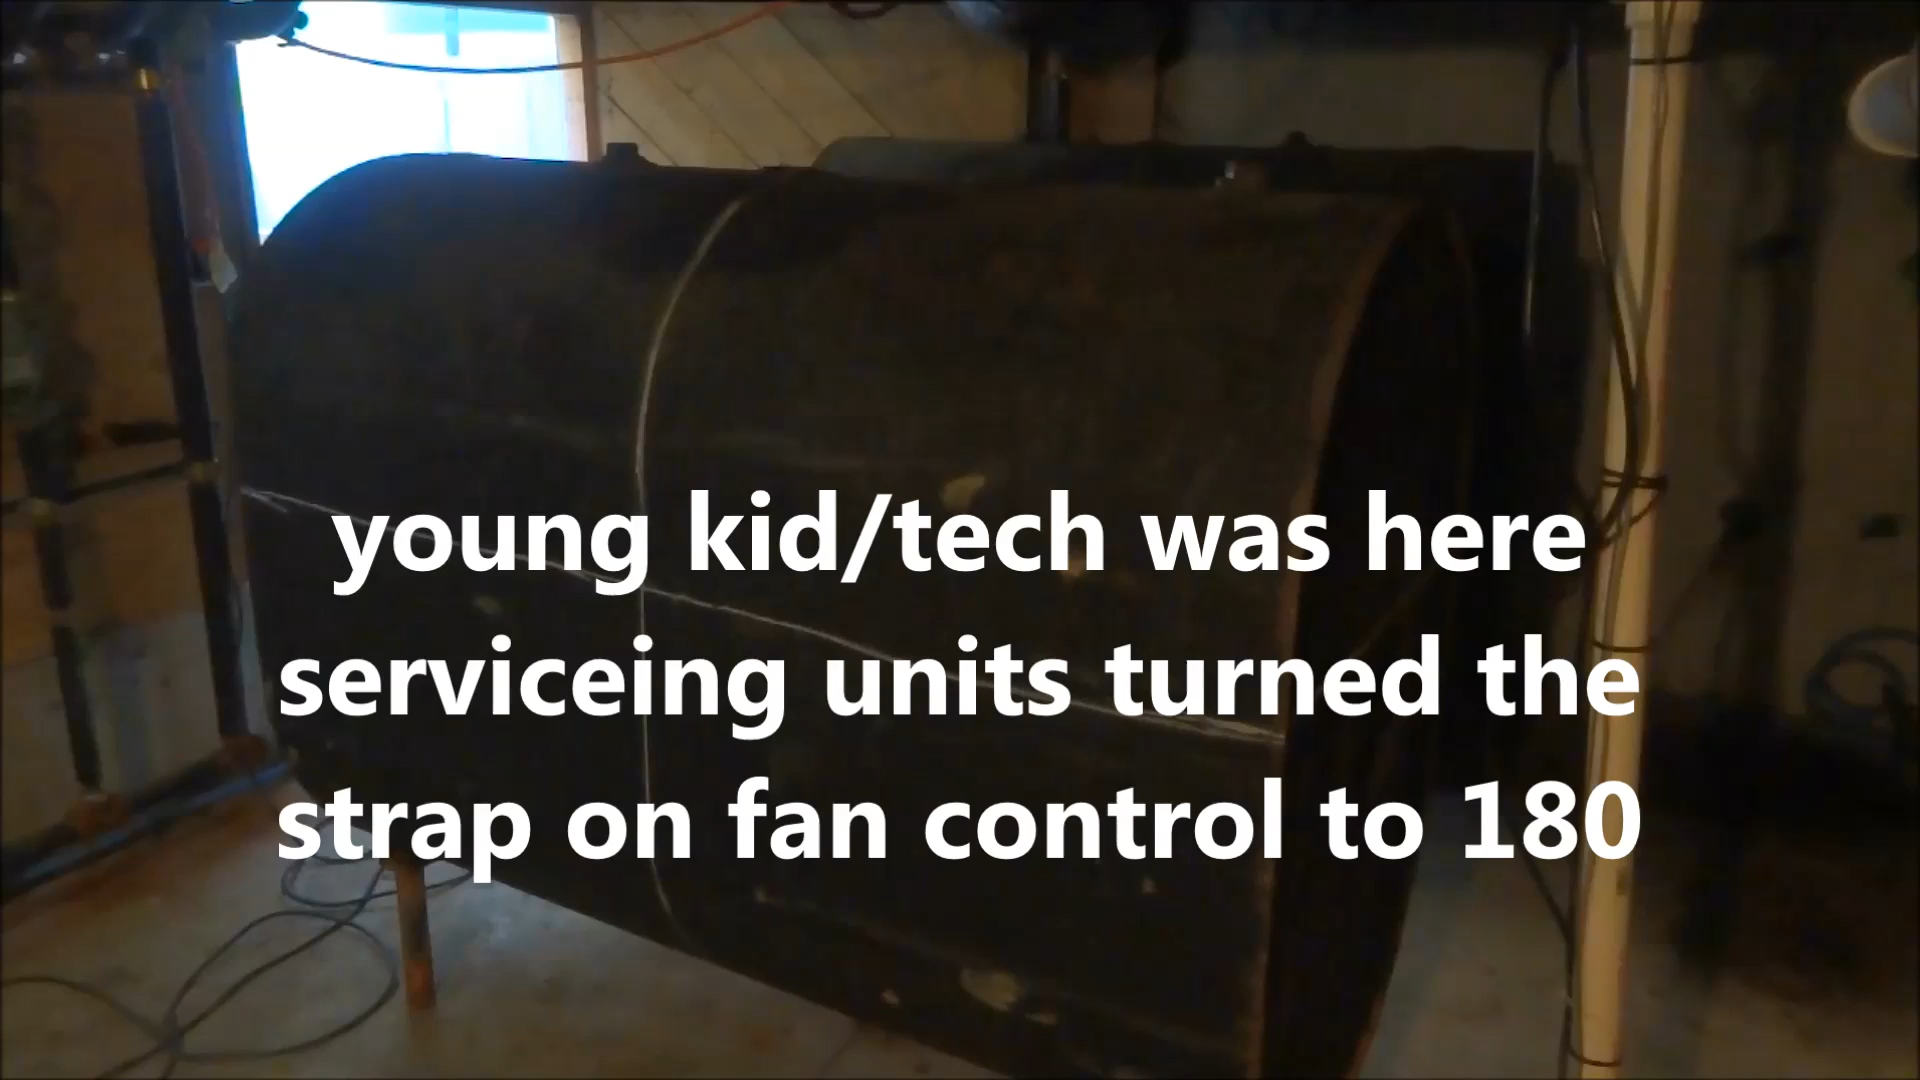 young kid/tech was here
serviceing units turned the
strap on fan control to 180